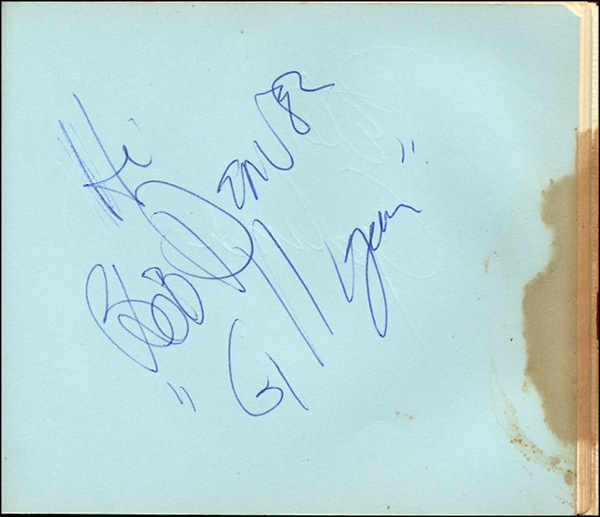 Hi
Bob Denver
"Gilligan"